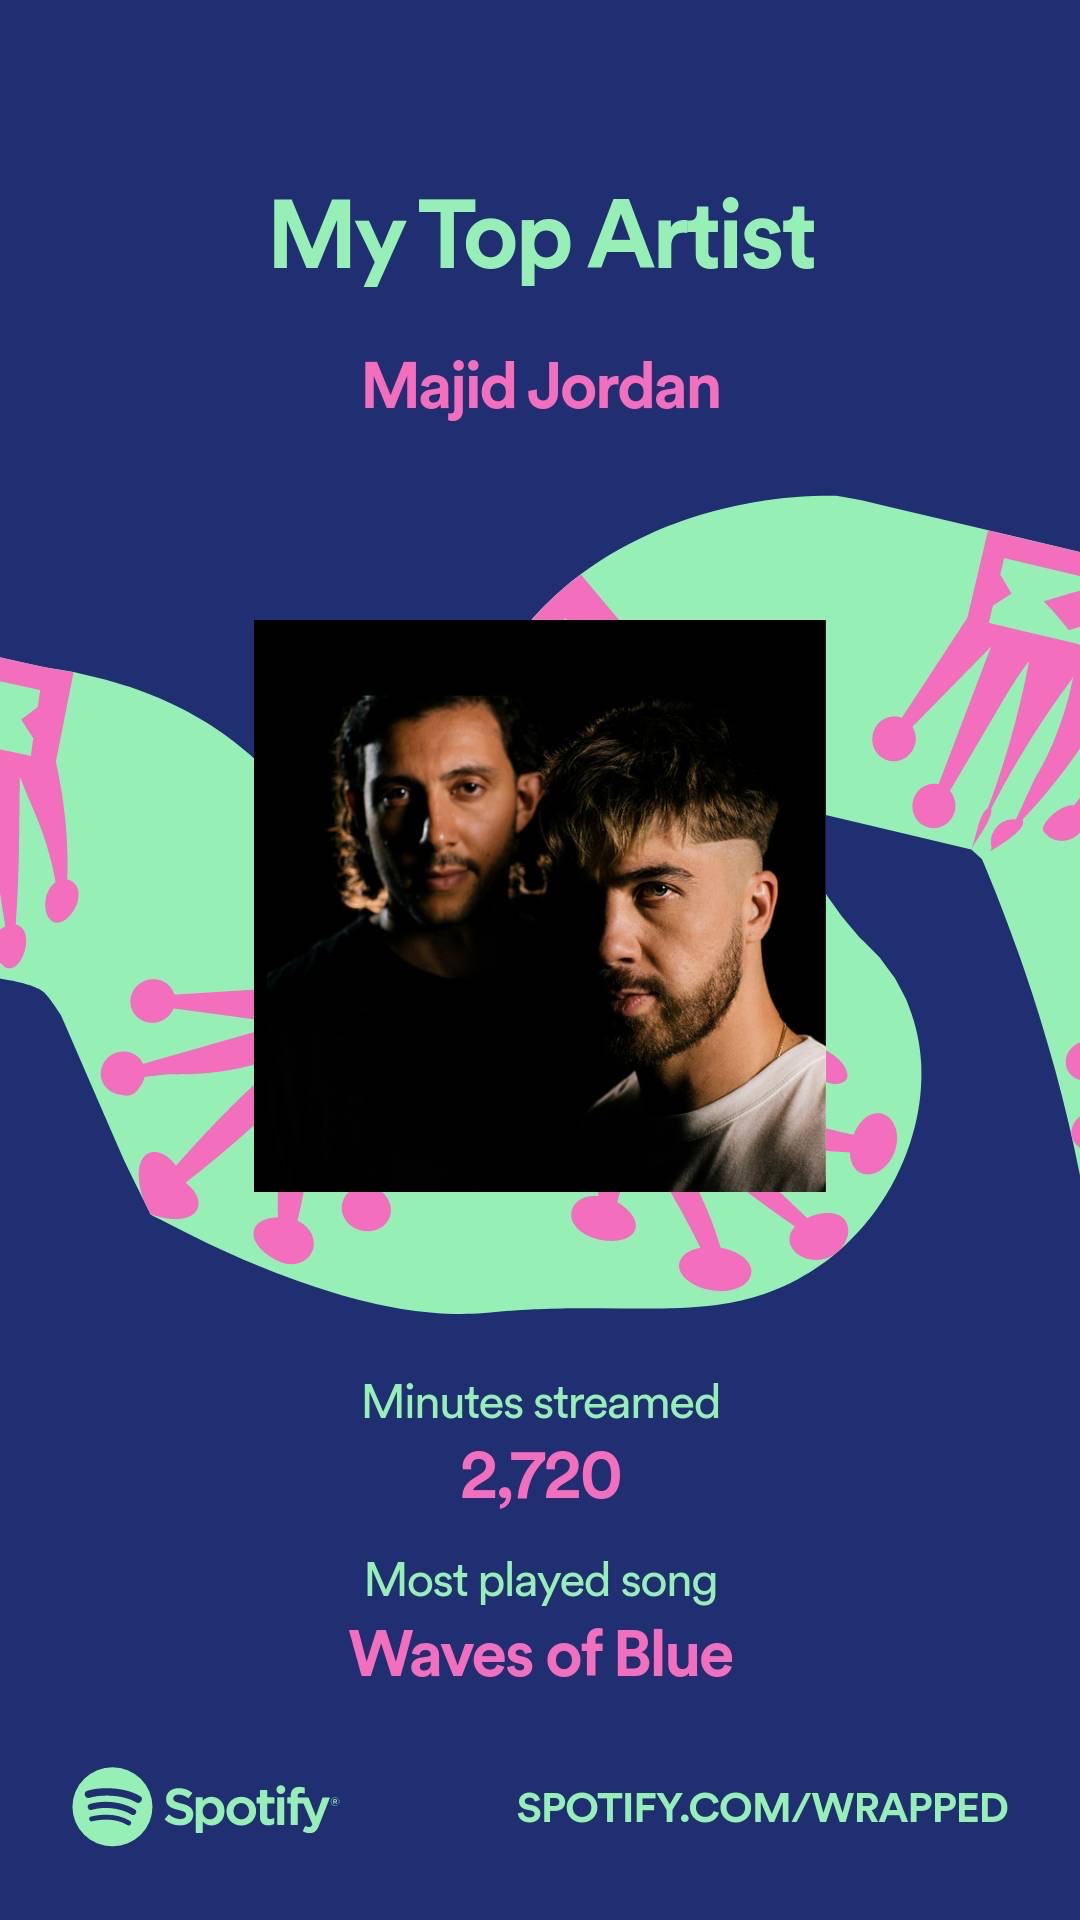 My Top Artist
Majid Jordan
Minutes streamed
2,720
Most played song
Waves of Blue
Spotify®
SPOTIFY.COM/WRAPPED